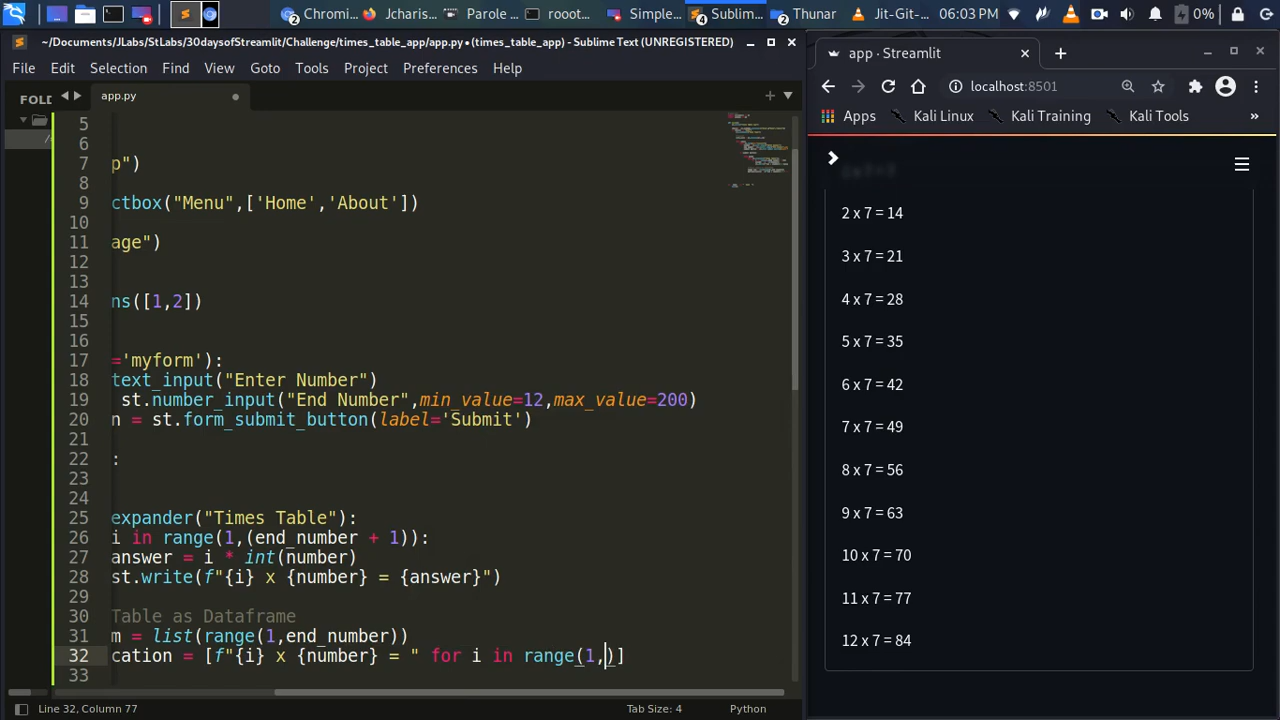 Chromi...
Jcharis...
Parole ...
rooot...
Simple...
Sublim...
Thunar
Jit-Git-...
06:03 PM
0%
~/Documents/JLabs/StLabs/30daysofStreamlit/Challenge/times_table_app/app.py • (times_table_app) - Sublime Text (UNREGISTERED)
File Edit Selection Find View Goto Tools Project Preferences Help
FOLD
app.py
5
6
7 p")
8
9 ctbox("Menu",['Home','About'])
10
11 age")
12
13
14 ns([1,2])
15
16
17 ='myform'):
18 text_input("Enter Number")
19 st.number_input("End Number",min_value=12,max_value=200)
20 n = st.form_submit_button(label='Submit')
21
22 :
23
24
25 expander("Times Table"):
26 i in range(1,(end_number + 1)):
27 answer = i * int(number)
28 st.write(f"{i} x {number} = {answer}")
29
30 Table as Dataframe
31 m = list(range(1,end_number))
32 cation = [f"{i} x {number} = " for i in range(1,)]
33
Line 32, Column 77
Tab Size: 4
Python
app · Streamlit
localhost:8501
Apps Kali Linux Kali Training Kali Tools »
2 x 7 = 14
3 x 7 = 21
4 x 7 = 28
5 x 7 = 35
6 x 7 = 42
7 x 7 = 49
8 x 7 = 56
9 x 7 = 63
10 x 7 = 70
11 x 7 = 77
12 x 7 = 84